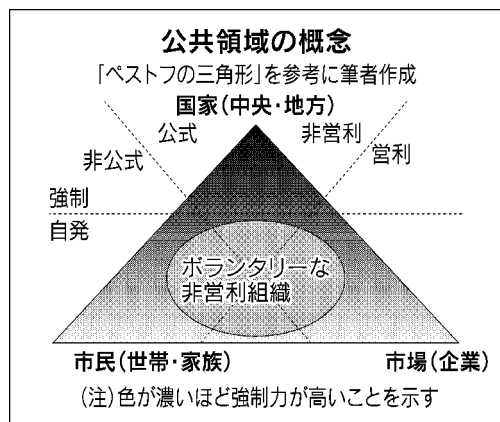 公共領域の概念
「ペストフの三角形」を参考に筆者作成
国家(中央・地方)
公式
非営利
非公式
営利
強制
自発
ボランタリーな
非営利組織
市民(世帯・家族)
市場(企業)
(注)色が濃いほど強制力が高いことを示す